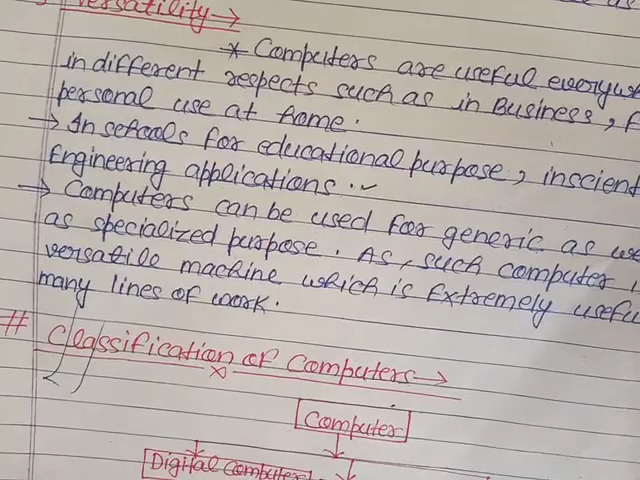 versatility →
* Computers are useful everyw
in different respects such as in Business, F
personal use at home.
→ In schools for educational purpose, inscient
Engineering applications.
→ Computers can be used for generic as we
as specialized purpose. As, such computer,
versatile machine which is Extremely useful
many lines of work.
# Classification of Computers →
Computer
Digital computer